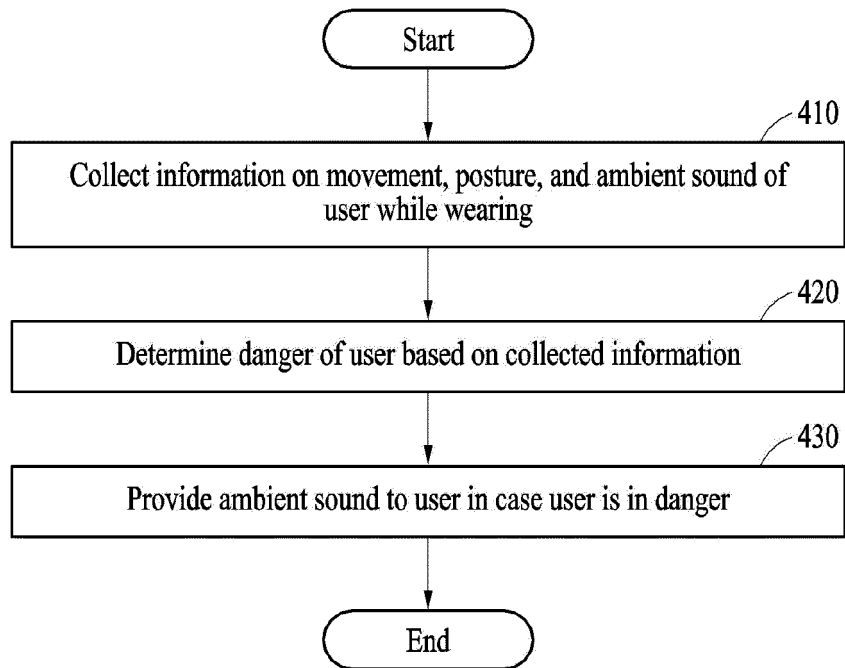 Start
410
Collect information on movement, posture, and ambient sound of
user while wearing
420
Determine danger of user based on collected information
430
Provide ambient sound to user in case user is in danger
End